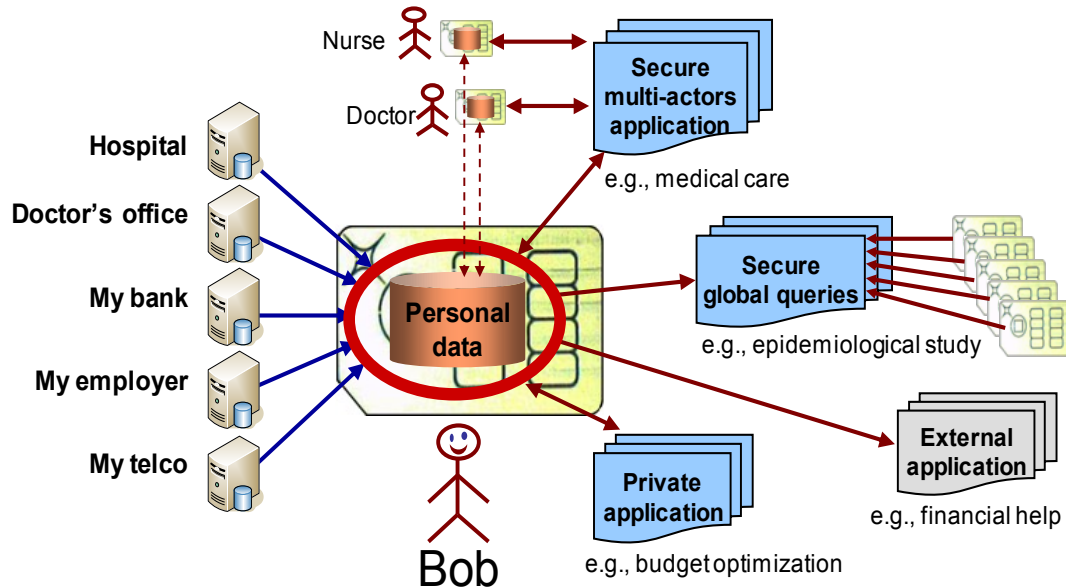 Nurse
Doctor
Secure
multi-actors
application
e.g., medical care
Hospital
Doctor's office
My bank
My employer
My telco
Personal
data
Secure
global queries
e.g., epidemiological study
External
application
e.g., financial help
Private
application
e.g., budget optimization
Bob